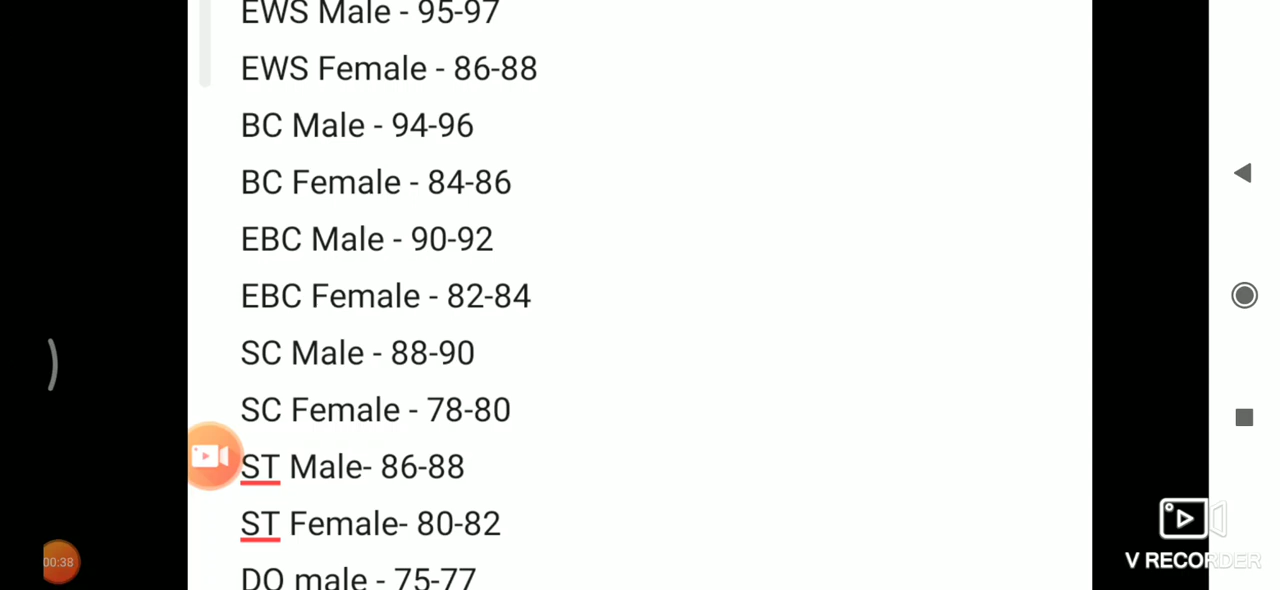 EWS Male - 95-97
EWS Female - 86-88
BC Male - 94-96
BC Female - 84-86
EBC Male - 90-92
EBC Female - 82-84
SC Male - 88-90
SC Female - 78-80
ST Male- 86-88
ST Female- 80-82
DQ male - 75-77
00:38
V RECORDER